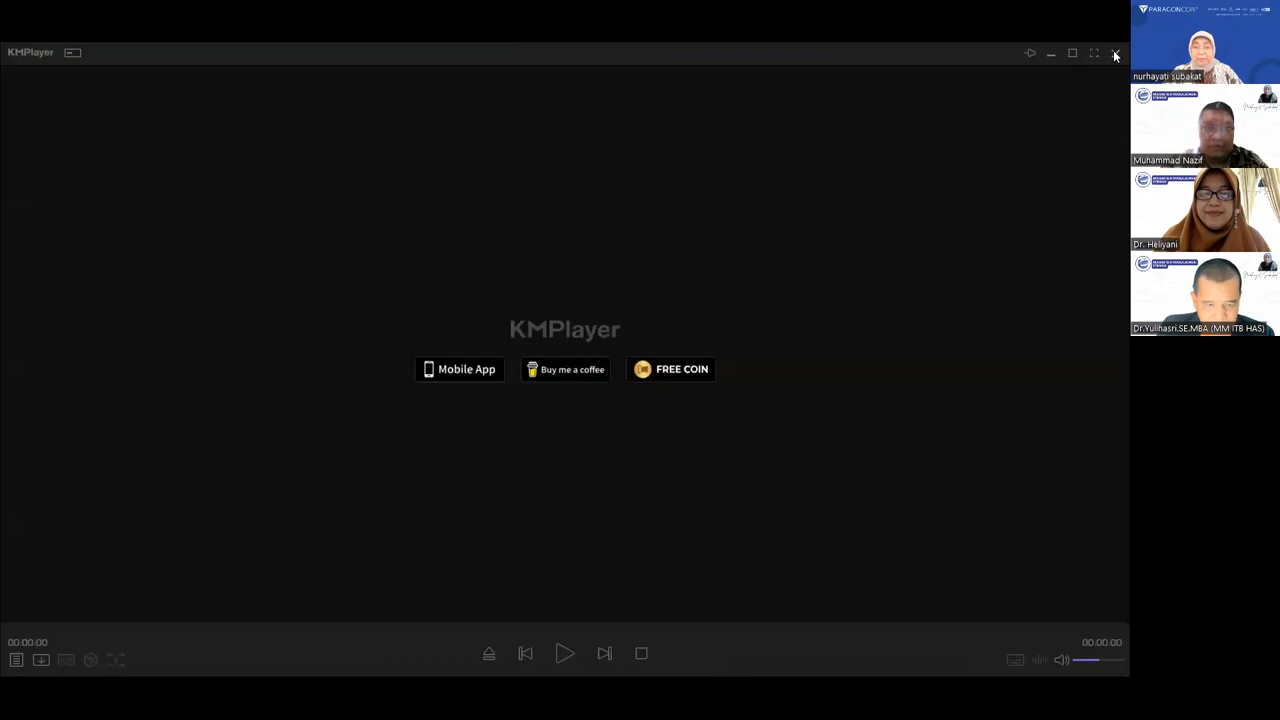 KMPlayer
KMPlayer
Mobile App
Buy me a coffee
FREE COIN
00:00:00
00:00:00
PARAGONCORP
nurhayati subakat
Muhammad Nazif
Dr. Heliyani
Dr.Yulihasri.SE.MBA (MM ITB HAS)